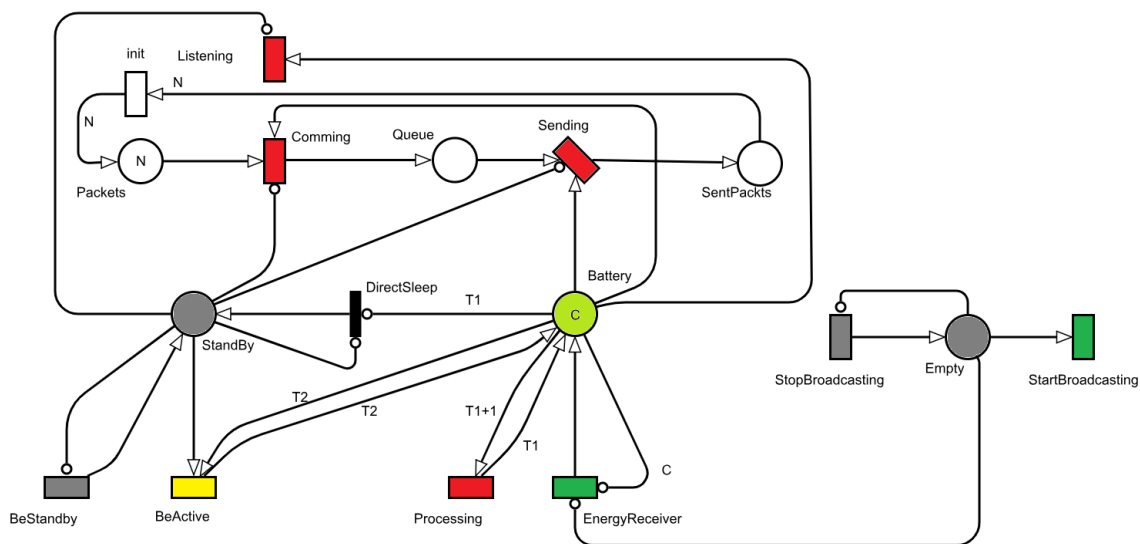 init
Listening
N
N
Comming
Queue
Sending
N
Packets
SentPackts
Battery
DirectSleep
T1
C
StandBy
StopBroadcasting
Empty
StartBroadcasting
T2
T2
T1+1
T1
C
BeStandby
BeActive
Processing
EnergyReceiver